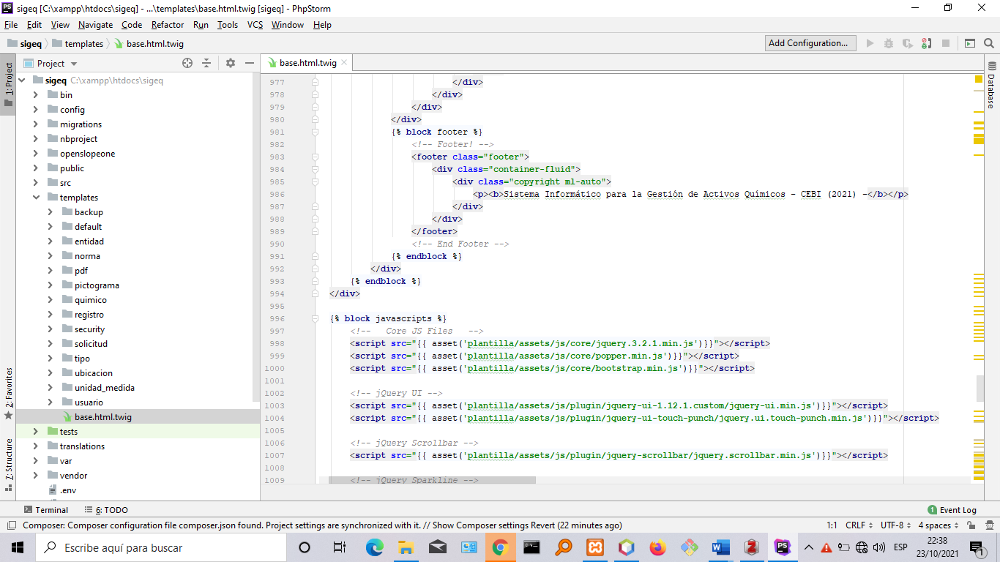 sigeq [C:\xampp\htdocs\sigeq] - ...\templates\base.html.twig [sigeq] - PhpStorm
File Edit View Navigate Code Refactor Run Tools VCS Window Help
sigeq templates base.html.twig Add Configuration...
1: Project
Project
base.html.twig
sigeq C:\xampp\htdocs\sigeq
bin
config
migrations
nbproject
openslopeone
public
src
templates
backup
default
entidad
norma
pdf
pictograma
quimico
registro
security
solicitud
tipo
ubicacion
unidad_medida
usuario
base.html.twig
tests
translations
var
vendor
.env
2: Favorites
7: Structure
Database
977 </div>
978 </div>
979 </div>
980 </div>
981 {% block footer %}
982 <!-- Footer! -->
983 <footer class="footer">
984 <div class="container-fluid">
985 <div class="copyright ml-auto">
986 <p><b>Sistema Informático para la Gestión de Activos Químicos - CEBI (2021) -</b></p>
987 </div>
988 </div>
989 </footer>
990 <!-- End Footer -->
991 {% endblock %}
992 </div>
993 {% endblock %}
994 </div>
995
996 {% block javascripts %}
997 <!--   Core JS Files   -->
998 <script src="{{ asset('plantilla/assets/js/core/jquery.3.2.1.min.js')}}"></script>
999 <script src="{{ asset('plantilla/assets/js/core/popper.min.js')}}"></script>
1000 <script src="{{ asset('plantilla/assets/js/core/bootstrap.min.js')}}"></script>
1001
1002 <!-- jQuery UI -->
1003 <script src="{{ asset('plantilla/assets/js/plugin/jquery-ui-1.12.1.custom/jquery-ui.min.js')}}"></script>
1004 <script src="{{ asset('plantilla/assets/js/plugin/jquery-ui-touch-punch/jquery.ui.touch-punch.min.js')}}"></script>
1005
1006 <!-- jQuery Scrollbar -->
1007 <script src="{{ asset('plantilla/assets/js/plugin/jquery-scrollbar/jquery.scrollbar.min.js')}}"></script>
1008
1009 <!-- jQuery Sparkline -->
Terminal 6: TODO 1 Event Log
Composer: Composer configuration file composer.json found. Project settings are synchronized with it. // Show Composer settings Revert (22 minutes ago) 1:1 CRLF UTF-8 4 spaces
Escribe aquí para buscar
ESP
22:38
23/10/2021
1